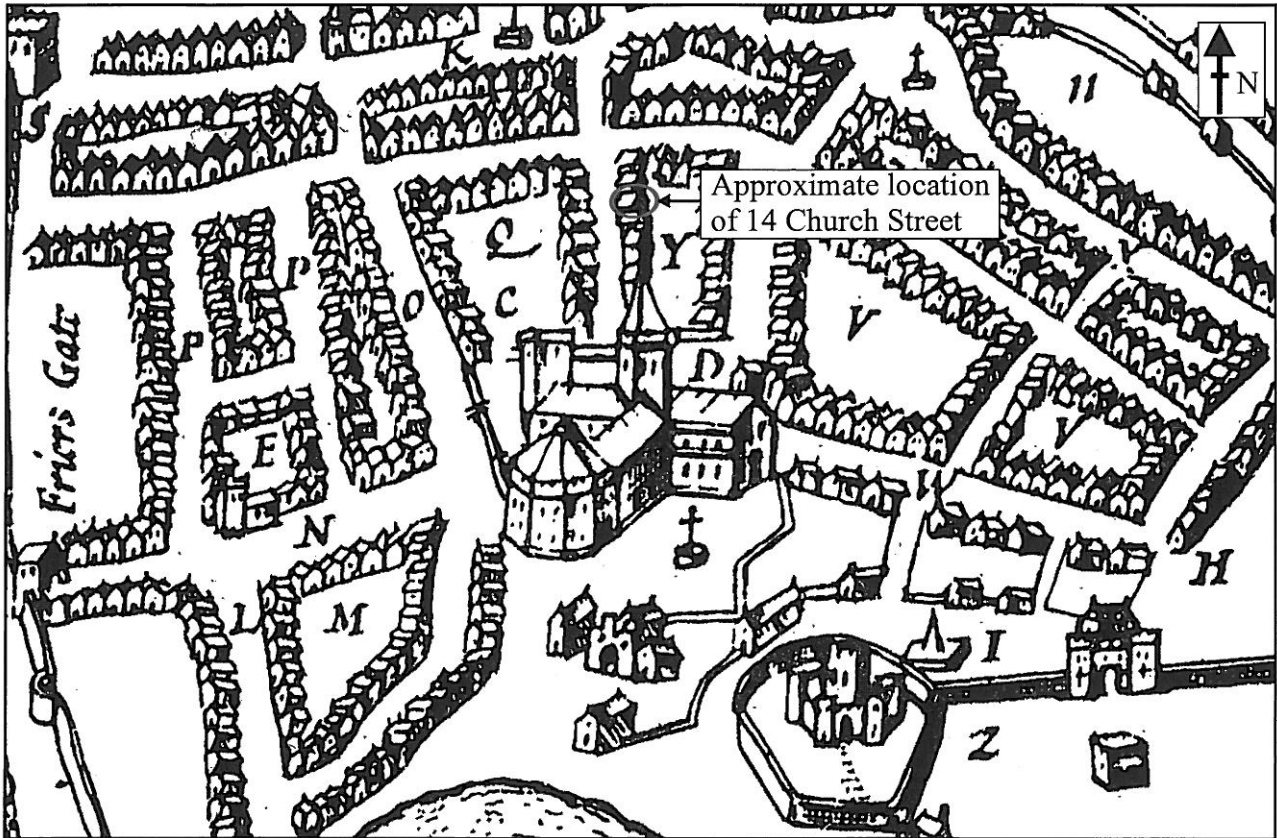 K
11
N
S
Approximate location
of 14 Church Street
Q
Y
P
O
C
V
V
P
D
Friers Gate
E
V
N
H
L
M
I
Z